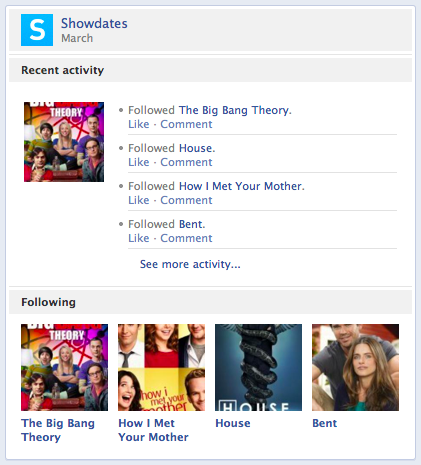 S
Showdates
March
Recent activity
BIG BANG
THEORY
• Followed The Big Bang Theory.
Like · Comment
• Followed House.
Like · Comment
• Followed How I Met Your Mother.
Like · Comment
• Followed Bent.
Like · Comment
See more activity...
Following
BIG BANG
THEORY
how i met
your mother
HOUSE
The Big Bang
Theory
How I Met
Your Mother
House
Bent